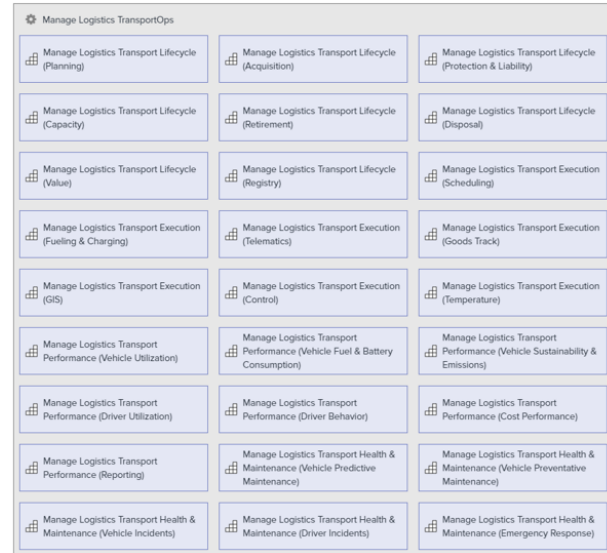 Manage Logistics TransportOps
Manage Logistics Transport Lifecycle
(Planning)
Manage Logistics Transport Lifecycle
(Acquisition)
Manage Logistics Transport Lifecycle
(Protection & Liability)
Manage Logistics Transport Lifecycle
(Capacity)
Manage Logistics Transport Lifecycle
(Retirement)
Manage Logistics Transport Lifecycle
(Disposal)
Manage Logistics Transport Lifecycle
(Value)
Manage Logistics Transport Lifecycle
(Registry)
Manage Logistics Transport Execution
(Scheduling)
Manage Logistics Transport Execution
(Fueling & Charging)
Manage Logistics Transport Execution
(Telematics)
Manage Logistics Transport Execution
(Goods Track)
Manage Logistics Transport Execution
(GIS)
Manage Logistics Transport Execution
(Control)
Manage Logistics Transport Execution
(Temperature)
Manage Logistics Transport
Performance (Vehicle Utilization)
Manage Logistics Transport
Performance (Vehicle Fuel & Battery
Consumption)
Manage Logistics Transport
Performance (Vehicle Sustainability &
Emissions)
Manage Logistics Transport
Performance (Driver Utilization)
Manage Logistics Transport
Performance (Driver Behavior)
Manage Logistics Transport
Performance (Cost Performance)
Manage Logistics Transport
Performance (Reporting)
Manage Logistics Transport Health &
Maintenance (Vehicle Predictive
Maintenance)
Manage Logistics Transport Health &
Maintenance (Vehicle Preventative
Maintenance)
Manage Logistics Transport Health &
Maintenance (Vehicle Incidents)
Manage Logistics Transport Health &
Maintenance (Driver Incidents)
Manage Logistics Transport Health &
Maintenance (Emergency Response)